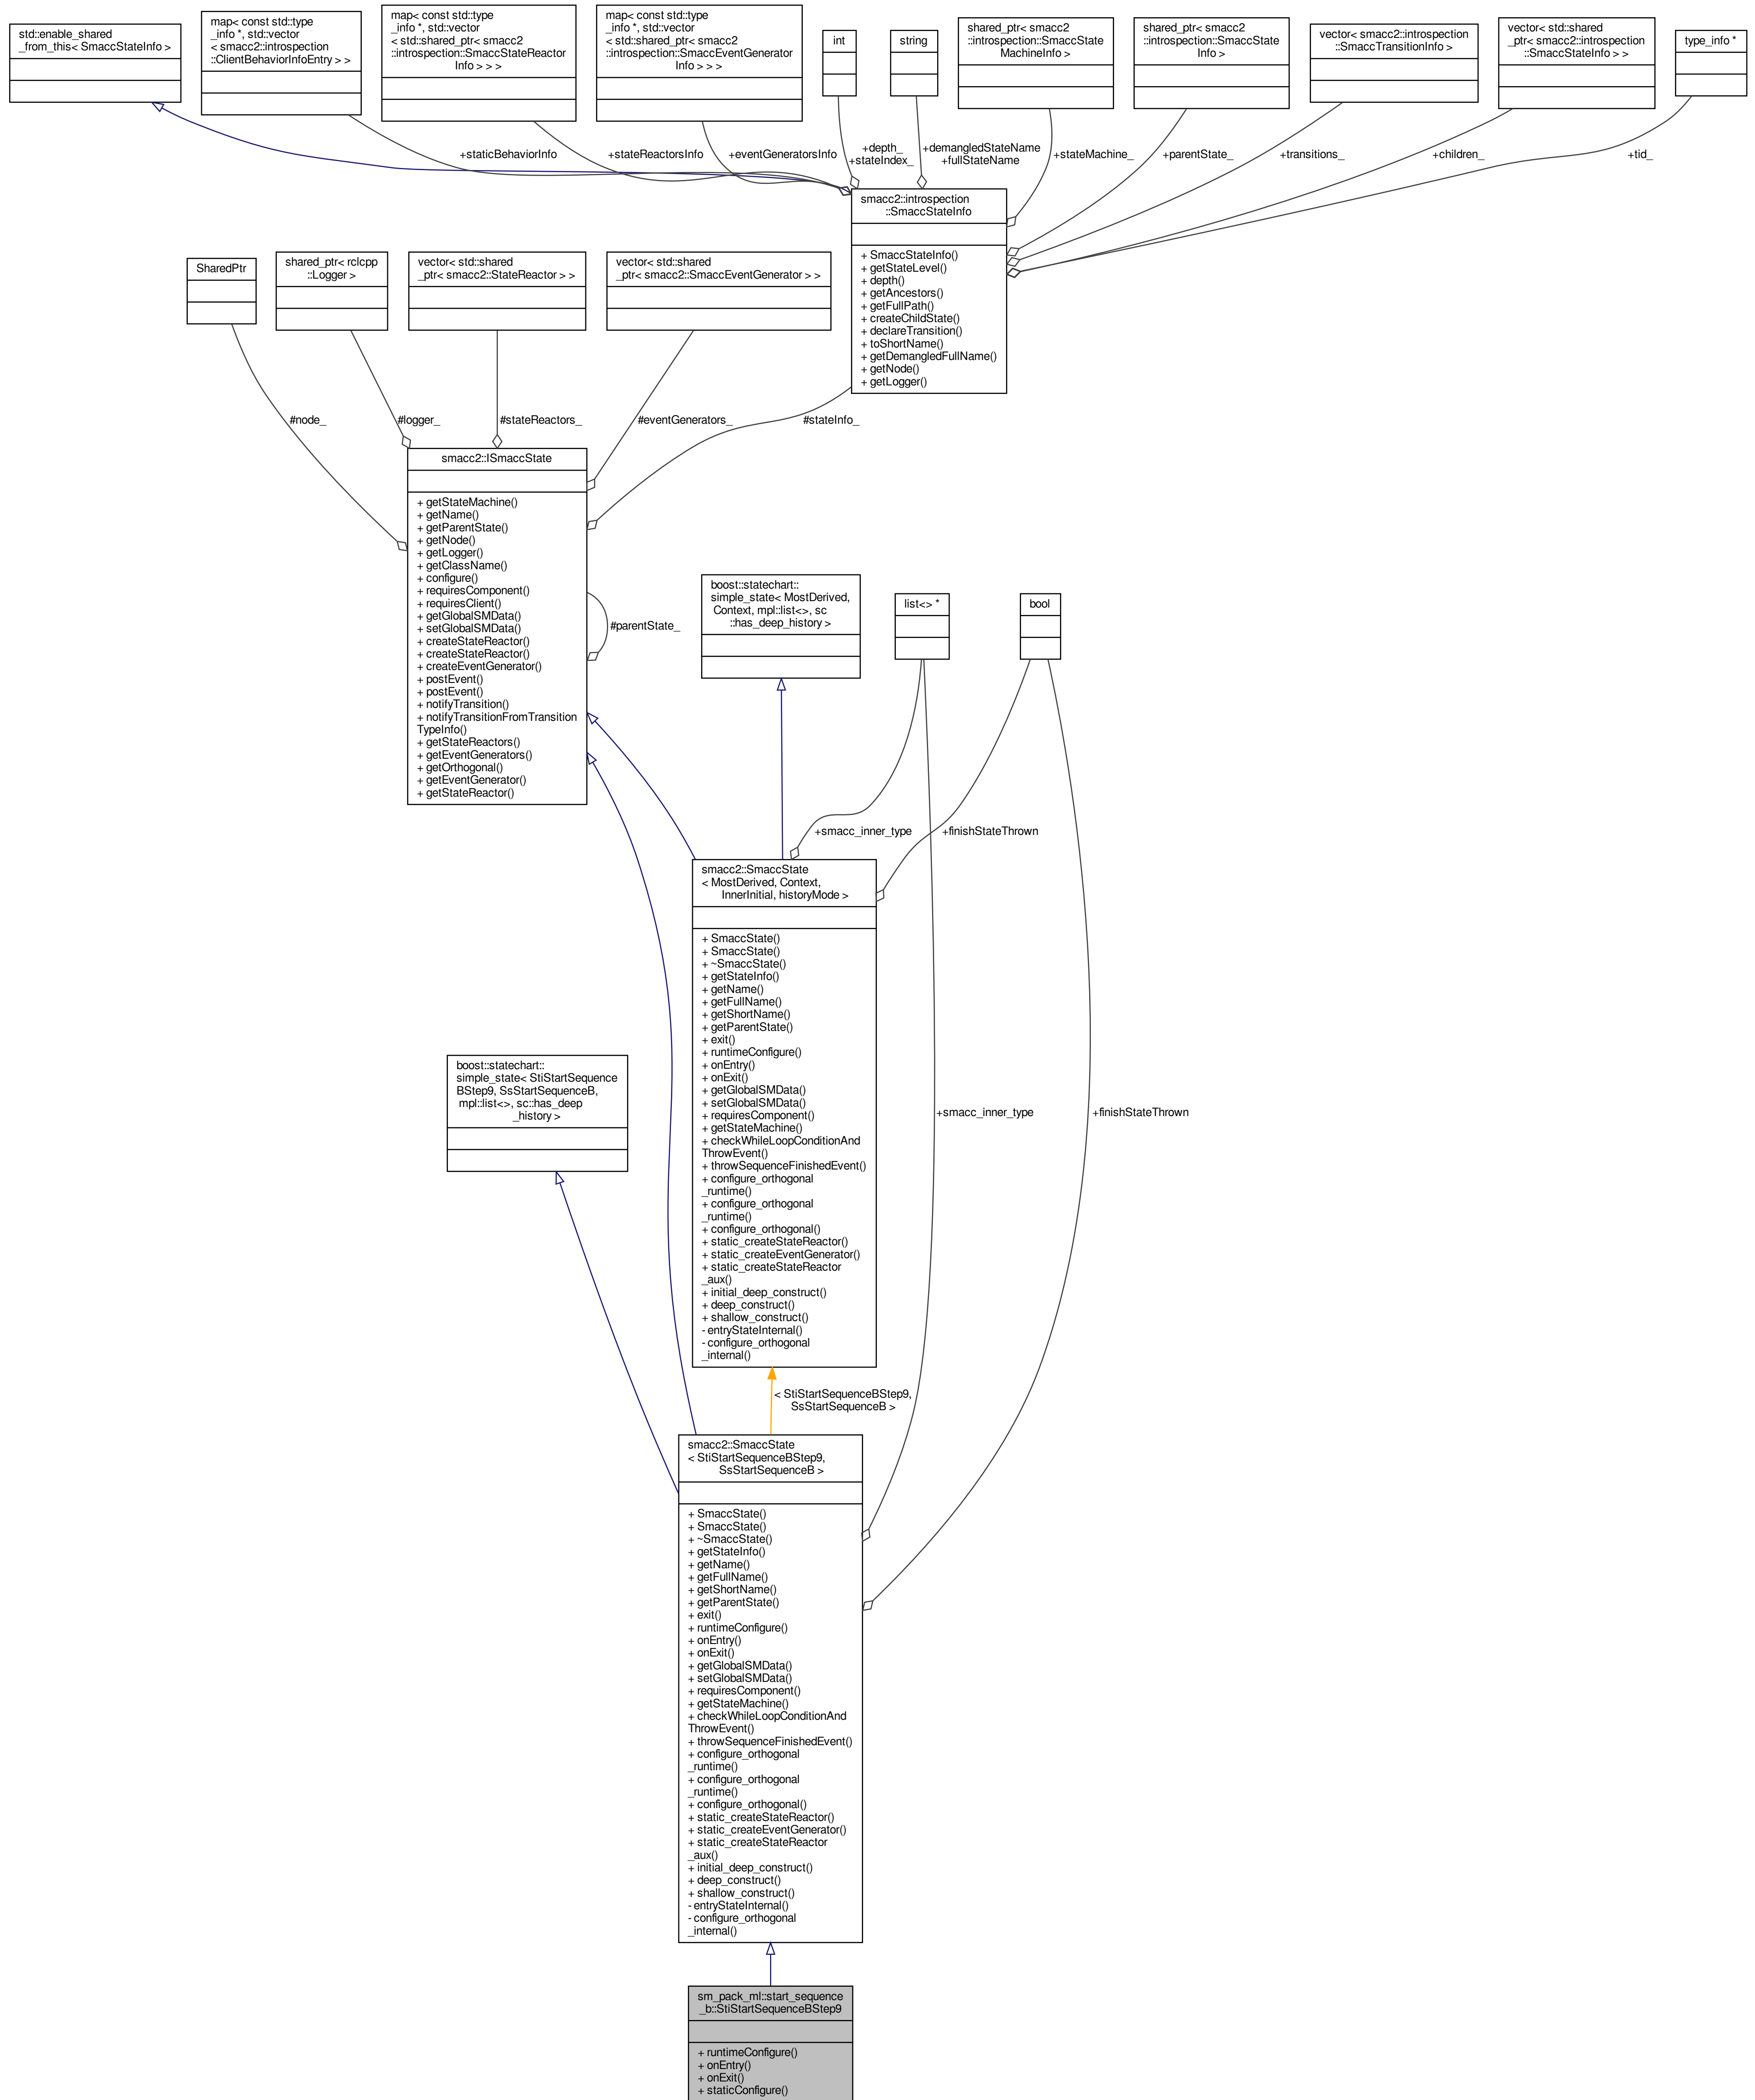 std::enable_shared
_from_this< SmaccStateInfo >
map< const std::type
_info *, std::vector
< smacc2::introspection
::ClientBehaviorInfoEntry > >
map< const std::type
_info *, std::vector
< std::shared_ptr< smacc2
::introspection::SmaccStateReactor
Info > > >
map< const std::type
_info *, std::vector
< std::shared_ptr< smacc2
::introspection::SmaccEventGenerator
Info > > >
int
string
shared_ptr< smacc2
::introspection::SmaccState
MachineInfo >
shared_ptr< smacc2
::introspection::SmaccState
Info >
vector< smacc2::introspection
::SmaccTransitionInfo >
vector< std::shared
_ptr< smacc2::introspection
::SmaccStateInfo > >
type_info *
+staticBehaviorInfo
+stateReactorsInfo
+eventGeneratorsInfo
+depth_
+stateIndex_
+demangledStateName
+fullStateName
+stateMachine_
+parentState_
+transitions_
+children_
+tid_
smacc2::introspection
::SmaccStateInfo
+ SmaccStateInfo()
+ getStateLevel()
+ depth()
+ getAncestors()
+ getFullPath()
+ createChildState()
+ declareTransition()
+ toShortName()
+ getDemangledFullName()
+ getNode()
+ getLogger()
SharedPtr
shared_ptr< rclcpp
::Logger >
vector< std::shared
_ptr< smacc2::StateReactor > >
vector< std::shared
_ptr< smacc2::SmaccEventGenerator > >
#node_
#logger_
#stateReactors_
#eventGenerators_
#stateInfo_
smacc2::ISmaccState
+ getStateMachine()
+ getName()
+ getParentState()
+ getNode()
+ getLogger()
+ getClassName()
+ configure()
+ requiresComponent()
+ requiresClient()
+ getGlobalSMData()
+ setGlobalSMData()
+ createStateReactor()
+ createStateReactor()
+ createEventGenerator()
+ postEvent()
+ postEvent()
+ notifyTransition()
+ notifyTransitionFromTransition
TypeInfo()
+ getStateReactors()
+ getEventGenerators()
+ getOrthogonal()
+ getEventGenerator()
+ getStateReactor()
#parentState_
boost::statechart::
simple_state< MostDerived,
Context, mpl::list<>, sc
::has_deep_history >
list<> *
bool
+smacc_inner_type
+finishStateThrown
smacc2::SmaccState
< MostDerived, Context,
InnerInitial, historyMode >
+ SmaccState()
+ SmaccState()
+ ~SmaccState()
+ getStateInfo()
+ getName()
+ getFullName()
+ getShortName()
+ getParentState()
+ exit()
+ runtimeConfigure()
+ onEntry()
+ onExit()
+ getGlobalSMData()
+ setGlobalSMData()
+ requiresComponent()
+ getStateMachine()
+ checkWhileLoopConditionAnd
ThrowEvent()
+ throwSequenceFinishedEvent()
+ configure_orthogonal
_runtime()
+ configure_orthogonal
_runtime()
+ configure_orthogonal()
+ static_createStateReactor()
+ static_createEventGenerator()
+ static_createStateReactor
_aux()
+ initial_deep_construct()
+ deep_construct()
+ shallow_construct()
- entryStateInternal()
- configure_orthogonal
_internal()
boost::statechart::
simple_state< StiStartSequence
BStep9, SsStartSequenceB,
mpl::list<>, sc::has_deep
_history >
+smacc_inner_type
+finishStateThrown
< StiStartSequenceBStep9,
SsStartSequenceB >
smacc2::SmaccState
< StiStartSequenceBStep9,
SsStartSequenceB >
+ SmaccState()
+ SmaccState()
+ ~SmaccState()
+ getStateInfo()
+ getName()
+ getFullName()
+ getShortName()
+ getParentState()
+ exit()
+ runtimeConfigure()
+ onEntry()
+ onExit()
+ getGlobalSMData()
+ setGlobalSMData()
+ requiresComponent()
+ getStateMachine()
+ checkWhileLoopConditionAnd
ThrowEvent()
+ throwSequenceFinishedEvent()
+ configure_orthogonal
_runtime()
+ configure_orthogonal
_runtime()
+ configure_orthogonal()
+ static_createStateReactor()
+ static_createEventGenerator()
+ static_createStateReactor
_aux()
+ initial_deep_construct()
+ deep_construct()
+ shallow_construct()
- entryStateInternal()
- configure_orthogonal
_internal()
sm_pack_ml::start_sequence
_b::StiStartSequenceBStep9
+ runtimeConfigure()
+ onEntry()
+ onExit()
+ staticConfigure()